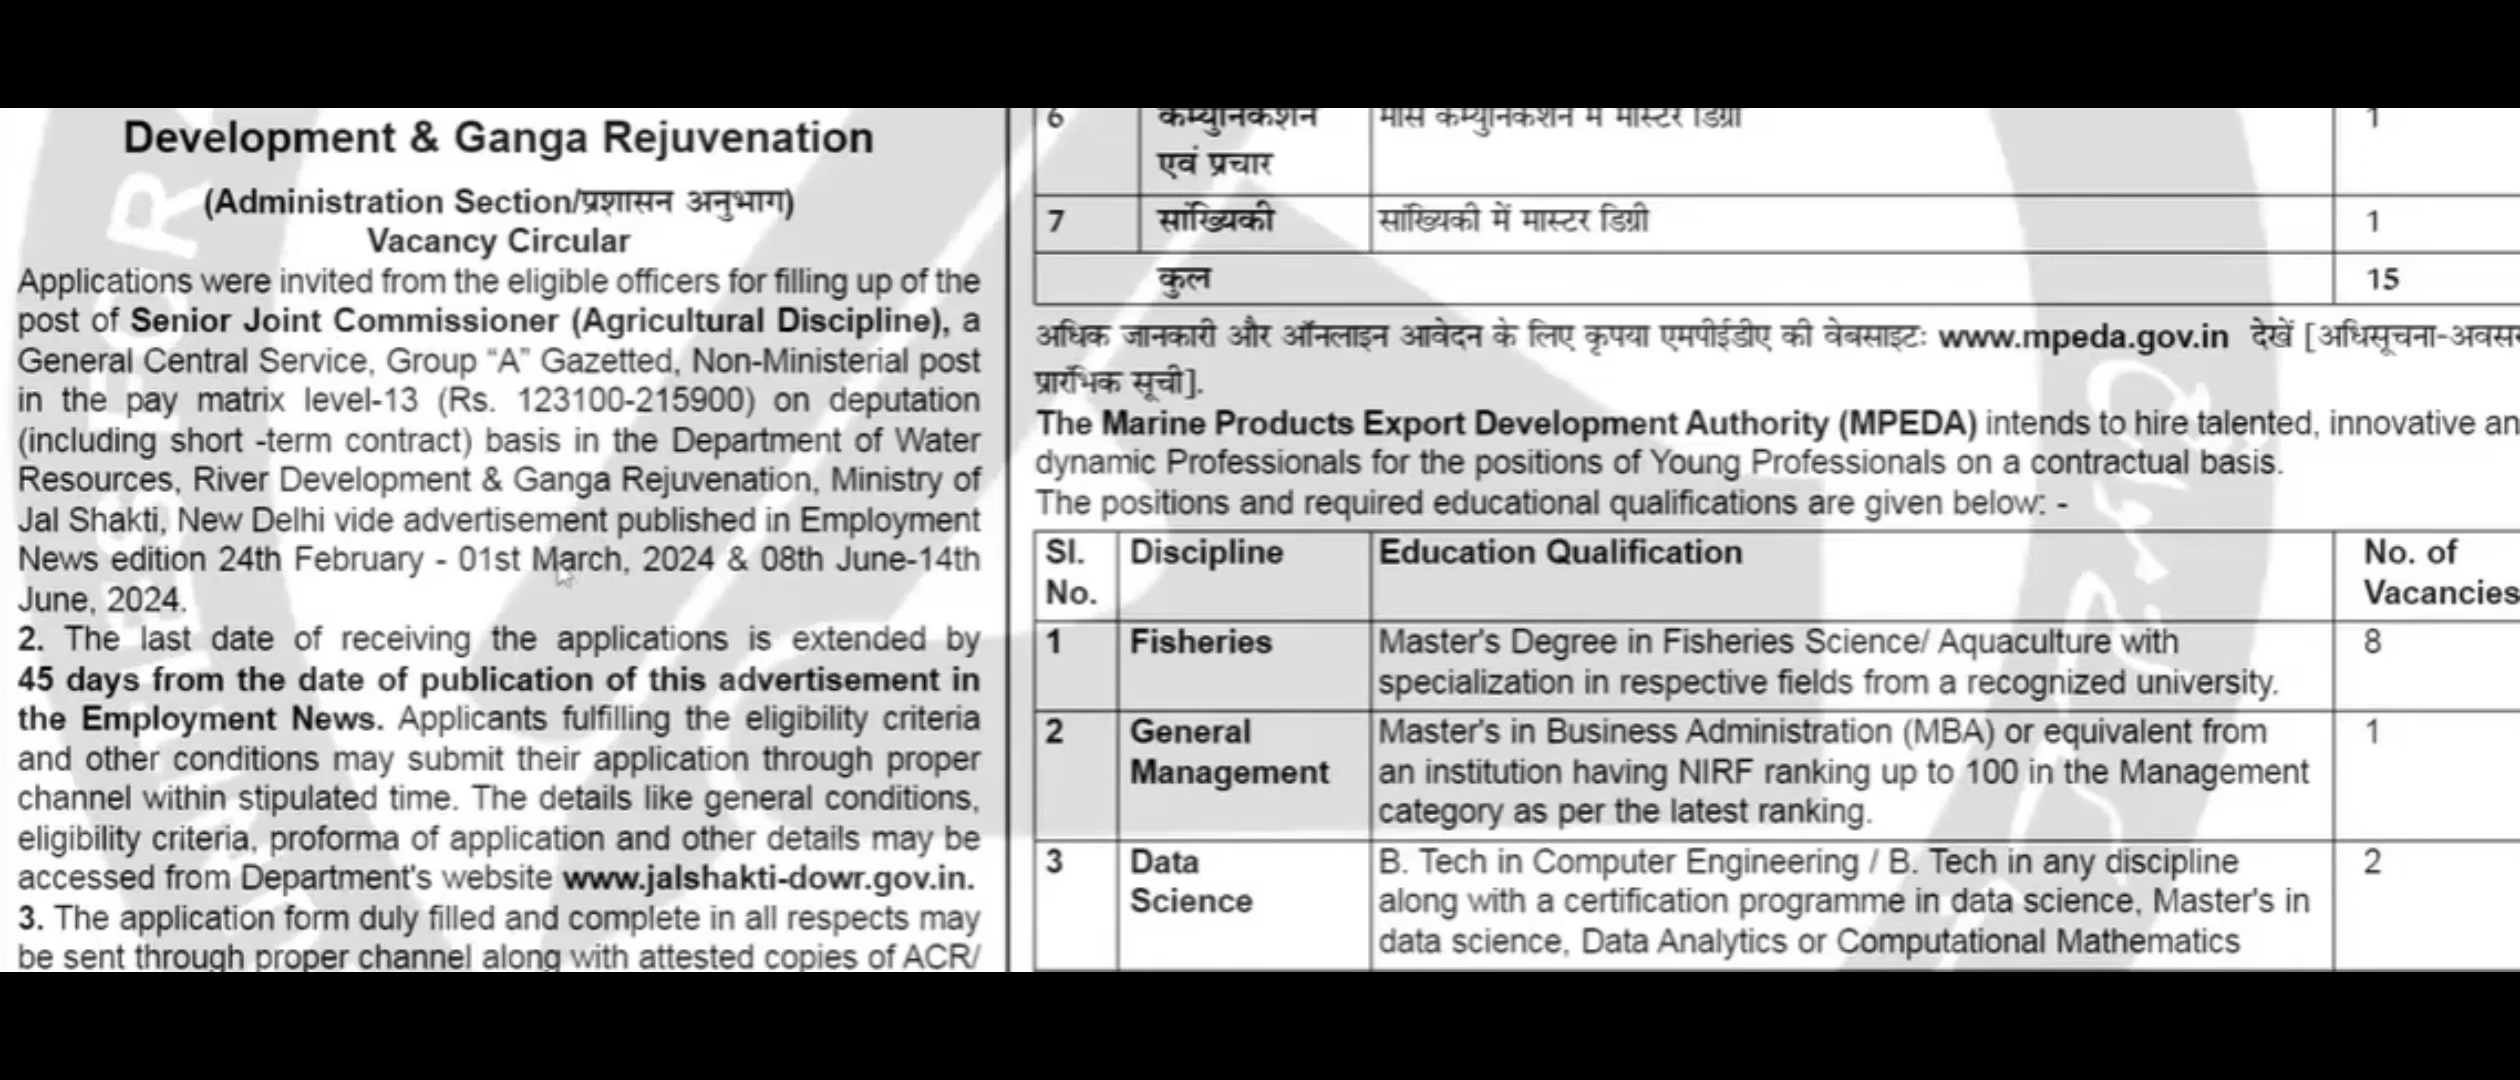 Development & Ganga Rejuvenation
(Administration Section/प्रशासन अनुभाग)
Vacancy Circular
Applications were invited from the eligible officers for filling up of the
post of Senior Joint Commissioner (Agricultural Discipline), a
General Central Service, Group “A” Gazetted, Non-Ministerial post
in the pay matrix level-13 (Rs. 123100-215900) on deputation
(including short -term contract) basis in the Department of Water
Resources, River Development & Ganga Rejuvenation, Ministry of
Jal Shakti, New Delhi vide advertisement published in Employment
News edition 24th February - 01st March, 2024 & 08th June-14th
June, 2024.
2. The last date of receiving the applications is extended by
45 days from the date of publication of this advertisement in
the Employment News. Applicants fulfilling the eligibility criteria
and other conditions may submit their application through proper
channel within stipulated time. The details like general conditions,
eligibility criteria, proforma of application and other details may be
accessed from Department's website www.jalshakti-dowr.gov.in.
3. The application form duly filled and complete in all respects may
be sent through proper channel along with attested copies of ACR/
6 कम्युनिकेशन मास कम्युनिकेशन में मास्टर डिग्री 1
एवं प्रचार
7 सांख्यिकी सांख्यिकी में मास्टर डिग्री 1
कुल 15
अधिक जानकारी और ऑनलाइन आवेदन के लिए कृपया एमपीईडीए की वेबसाइटः www.mpeda.gov.in देखें [अधिसूचना-अवसर
प्रारंभिक सूची].
The Marine Products Export Development Authority (MPEDA) intends to hire talented, innovative an
dynamic Professionals for the positions of Young Professionals on a contractual basis.
The positions and required educational qualifications are given below: -
Sl. Discipline Education Qualification No. of
No. Vacancies
1 Fisheries Master's Degree in Fisheries Science/ Aquaculture with 8
specialization in respective fields from a recognized university.
2 General Master's in Business Administration (MBA) or equivalent from 1
Management an institution having NIRF ranking up to 100 in the Management
category as per the latest ranking.
3 Data B. Tech in Computer Engineering / B. Tech in any discipline 2
Science along with a certification programme in data science, Master's in
data science, Data Analytics or Computational Mathematics